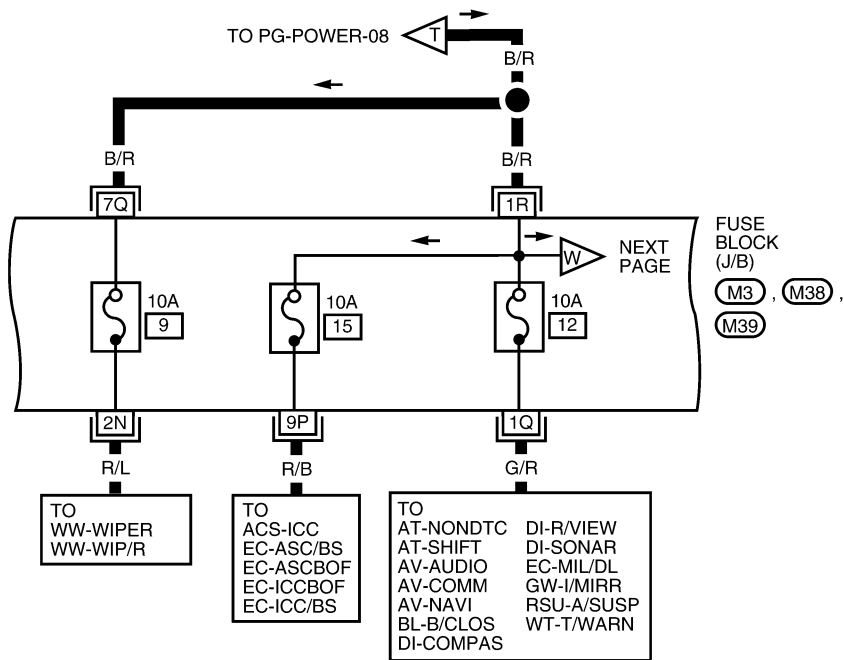 TO PG-POWER-08
T
B/R
B/R
B/R
7Q
1R
W
NEXT
PAGE
FUSE
BLOCK
(J/B)
M3 , M38 ,
M39
10A
9
10A
15
10A
12
2N
9P
1Q
R/L
R/B
G/R
TO
WW-WIPER
WW-WIP/R
TO
ACS-ICC
EC-ASC/BS
EC-ASCBOF
EC-ICCBOF
EC-ICC/BS
TO
AT-NONDTC
AT-SHIFT
AV-AUDIO
AV-COMM
AV-NAVI
BL-B/CLOS
DI-COMPAS
DI-R/VIEW
DI-SONAR
EC-MIL/DL
GW-I/MIRR
RSU-A/SUSP
WT-T/WARN